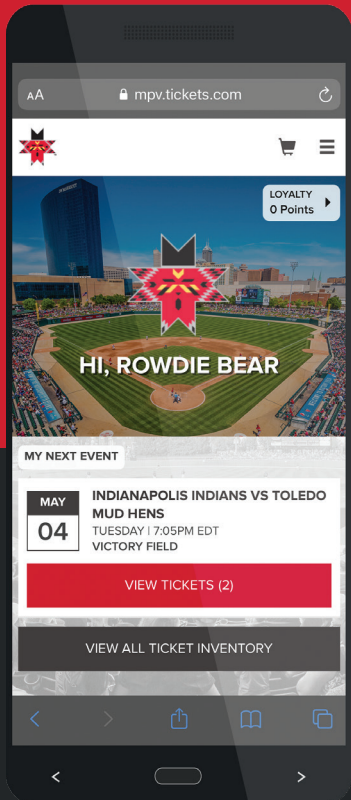 AA
mpv.tickets.com
LOYALTY
0 Points
HI, ROWDIE BEAR
MY NEXT EVENT
MAY
04
INDIANAPOLIS INDIANS VS TOLEDO
MUD HENS
TUESDAY | 7:05PM EDT
VICTORY FIELD
VIEW TICKETS (2)
VIEW ALL TICKET INVENTORY